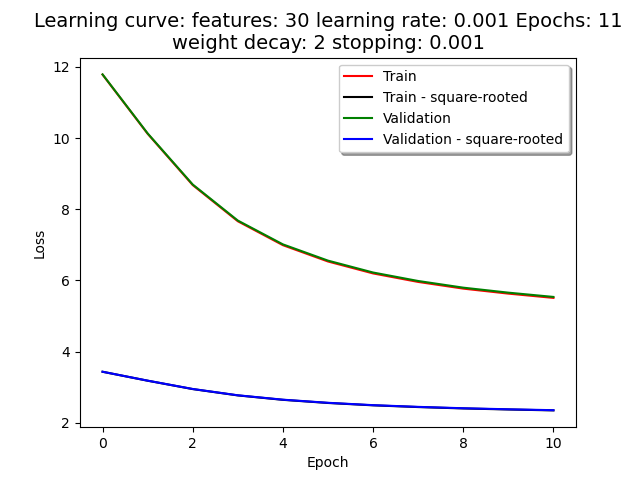 Learning curve: features: 30 learning rate: 0.001 Epochs: 11
weight decay: 2 stopping: 0.001
12
10
8
6
4
2
Loss
Train
Train - square-rooted
Validation
Validation - square-rooted
0 2 4 6 8 10
Epoch